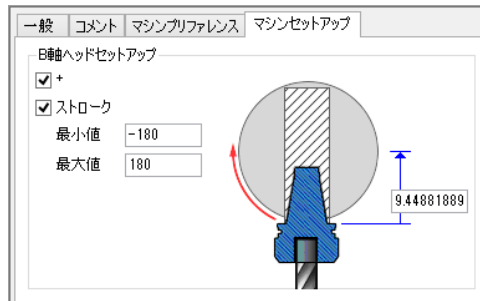 一般 コメント マシンプリファレンス マシンセットアップ
B軸ヘッドセットアップ
+
ストローク
最小値 -180
最大値 180
9.44881889